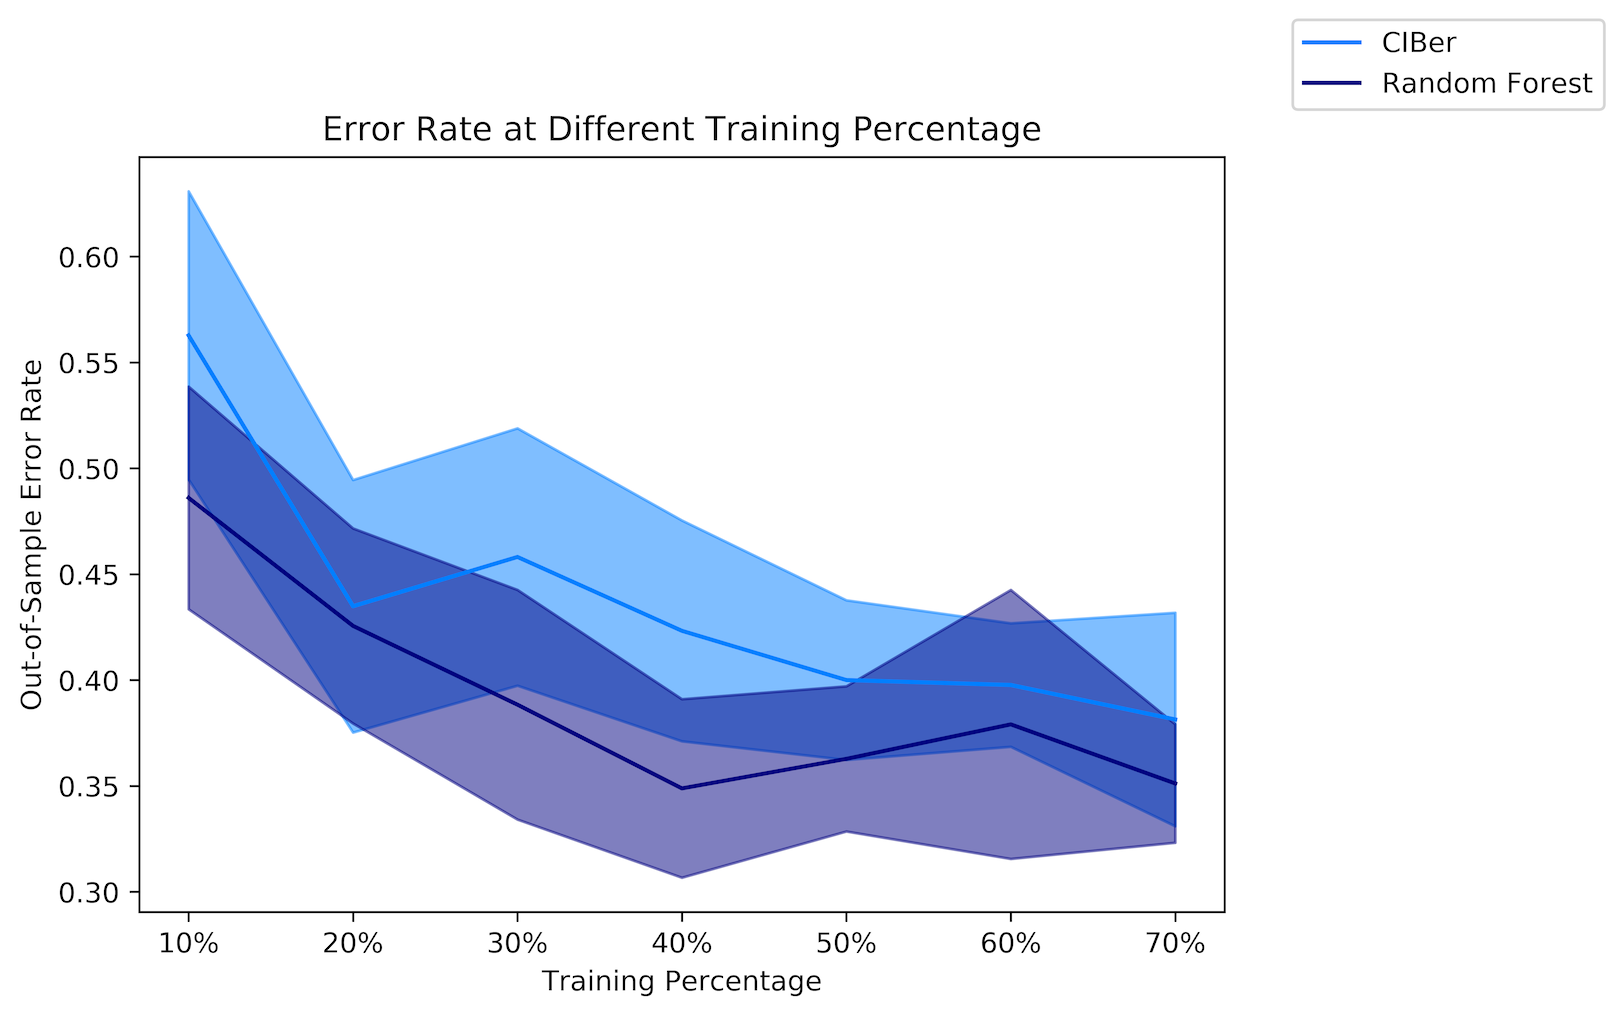 CIBer
Random Forest
Error Rate at Different Training Percentage
Out-of-Sample Error Rate
0.60
0.55
0.50
0.45
0.40
0.35
0.30
10% 20% 30% 40% 50% 60% 70%
Training Percentage